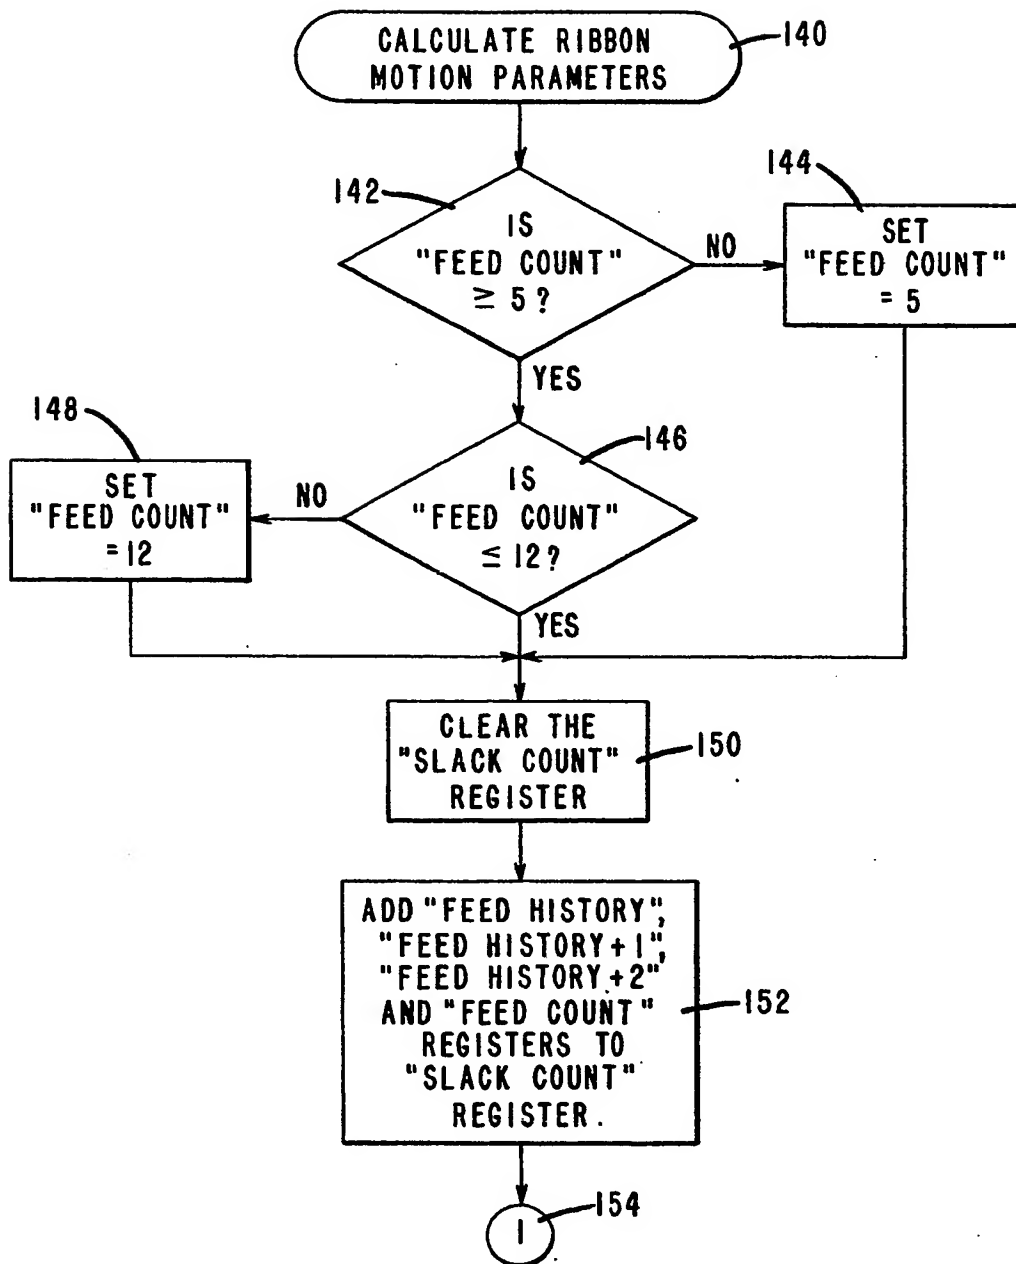 CALCULATE RIBBON
MOTION PARAMETERS
140
142
IS
"FEED COUNT"
≥ 5?
NO
144
SET
"FEED COUNT"
= 5
YES
148
SET
"FEED COUNT"
=12
NO
146
IS
"FEED COUNT"
≤ 12?
YES
CLEAR THE
"SLACK COUNT"
REGISTER
150
ADD "FEED HISTORY",
"FEED HISTORY+1",
"FEED HISTORY+2"
AND "FEED COUNT"
REGISTERS TO
"SLACK COUNT"
REGISTER.
152
1
154